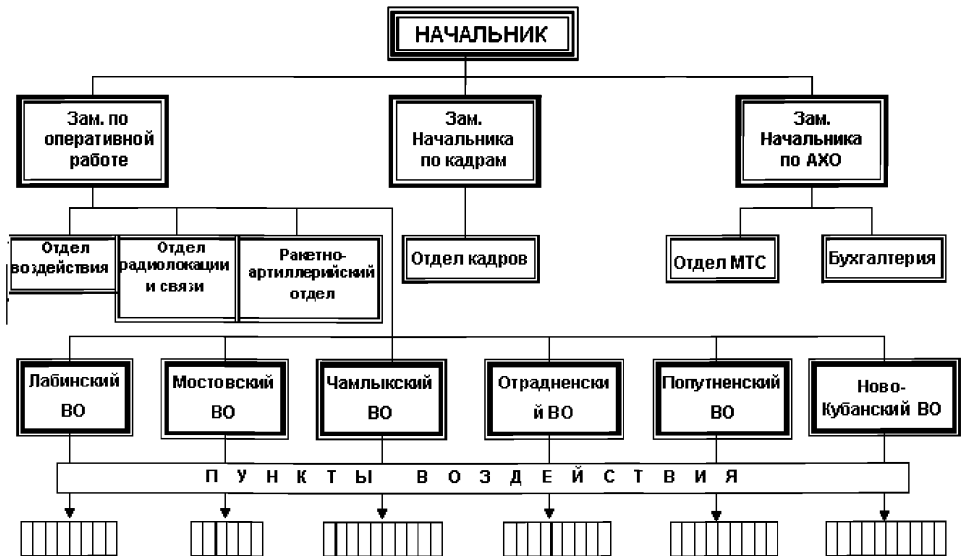 НАЧАЛЬНИК
Зам. по
оперативной
работе
Зам.
Начальника
по кадрам
Зам.
Начальника
по АХО
Отдел
воздействия
Отдел
радиолокации
и связи
Ракетно-
артиллерийский
отдел
Отдел кадров
Отдел МТС
Бухгалтерия
Лабинский
ВО
Мостовский
ВО
Чамлыкский
ВО
Отрадненски
й ВО
Попутненский
ВО
Ново-
Кубанский ВО
П У Н К Т Ы В О З Д Е Й С Т В И Я